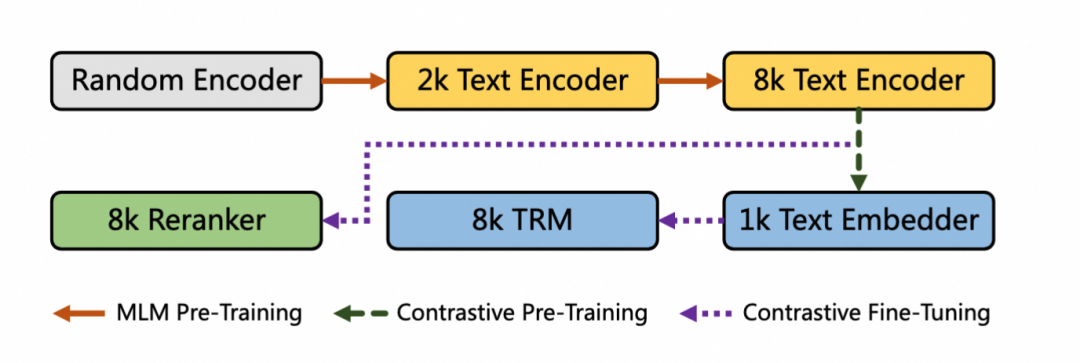 Random Encoder
2k Text Encoder
8k Text Encoder
8k Reranker
8k TRM
1k Text Embedder
MLM Pre-Training
Contrastive Pre-Training
Contrastive Fine-Tuning